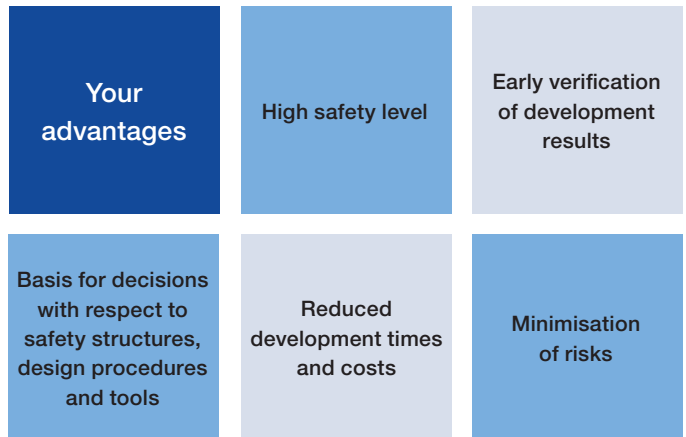 Your
advantages
High safety level
Early verification
of development
results
Basis for decisions
with respect to
safety structures,
design procedures
and tools
Reduced
development times
and costs
Minimisation
of risks